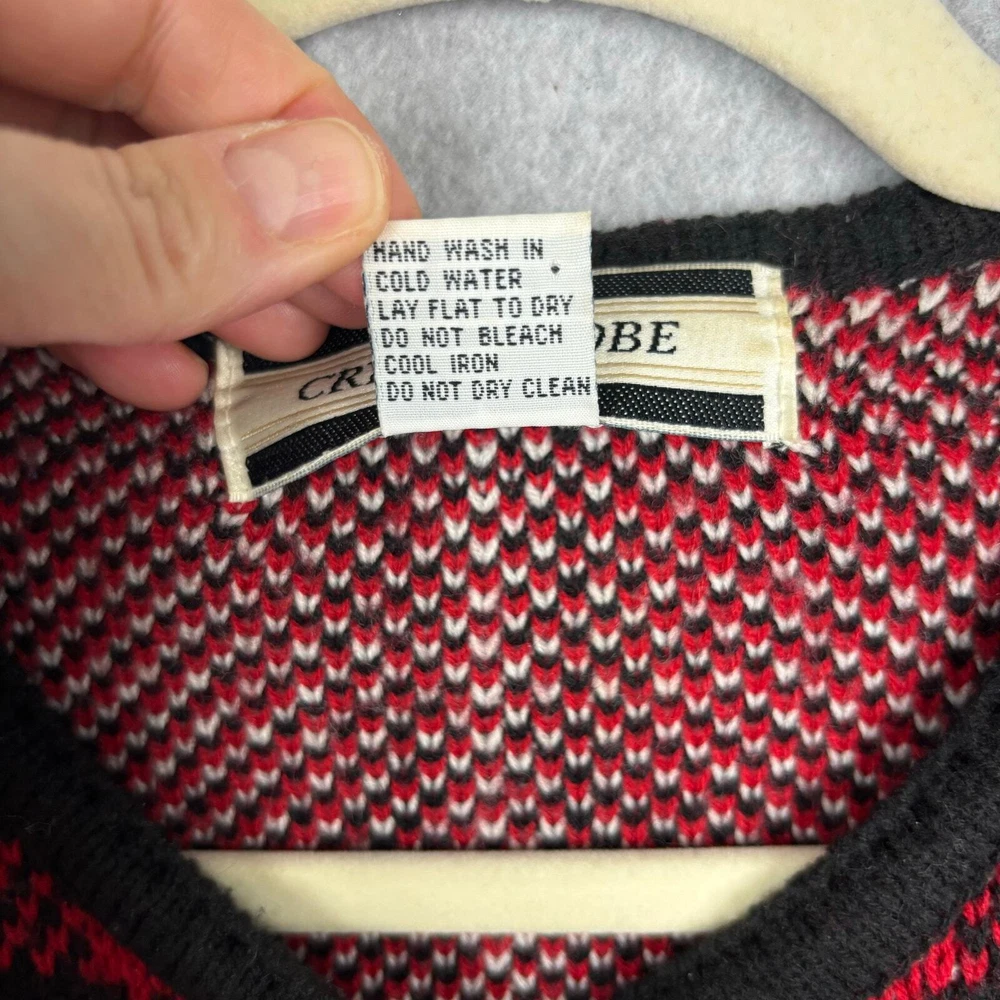 HAND WASH IN
COLD WATER
LAY FLAT TO DRY
DO NOT BLEACH
COOL IRON
DO NOT DRY CLEAN